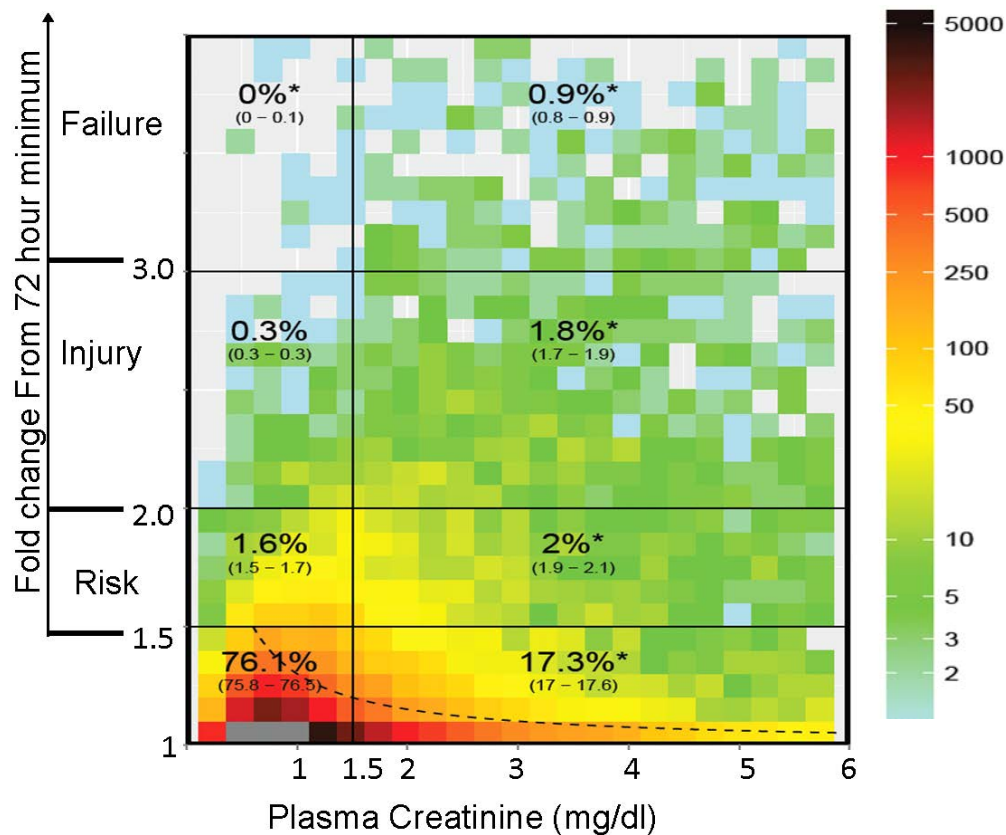 Fold change From 72 hour minimum
Failure
Injury
Risk
3.0
2.0
1.5
1
0%*
(0 – 0.1)
0.9%*
(0.8 – 0.9)
0.3%
(0.3 – 0.3)
1.8%*
(1.7 – 1.9)
1.6%
(1.5 – 1.7)
2%*
(1.9 – 2.1)
76.1%
(75.8 – 76.5)
17.3%*
(17 – 17.6)
1 1.5 2 3 4 5 6
Plasma Creatinine (mg/dl)
5000
1000
500
250
100
50
10
5
3
2